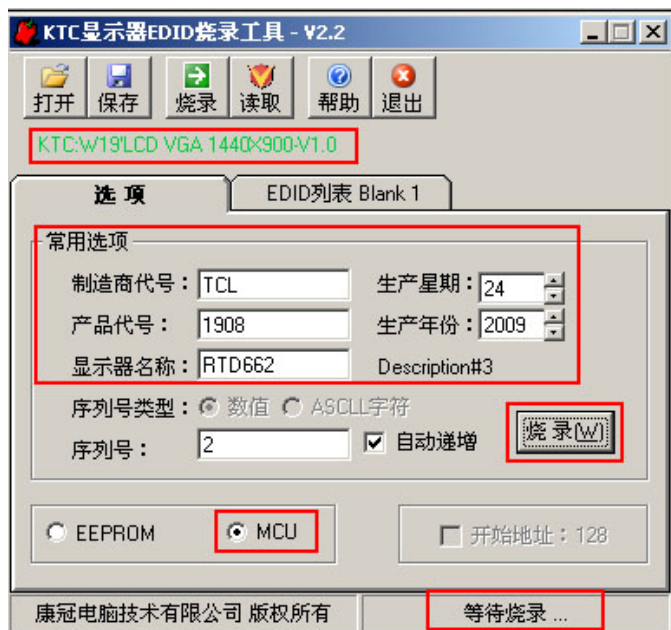 KTC显示器EDID烧录工具 - V2.2
打开 保存 烧录 读取 帮助 退出
KTC:W19'LCD VGA 1440X900-V1.0
选 项 EDID列表 Blank 1
常用选项
制造商代号： TCL 生产星期： 24
产品代号： 1908 生产年份： 2009
显示器名称： RTD662 Description#3
序列号类型： 数值 ASCLL字符
序列号： 2 自动递增 烧 录(W)
EEPROM MCU 开始地址：128
康冠电脑技术有限公司 版权所有 等待烧录 ...